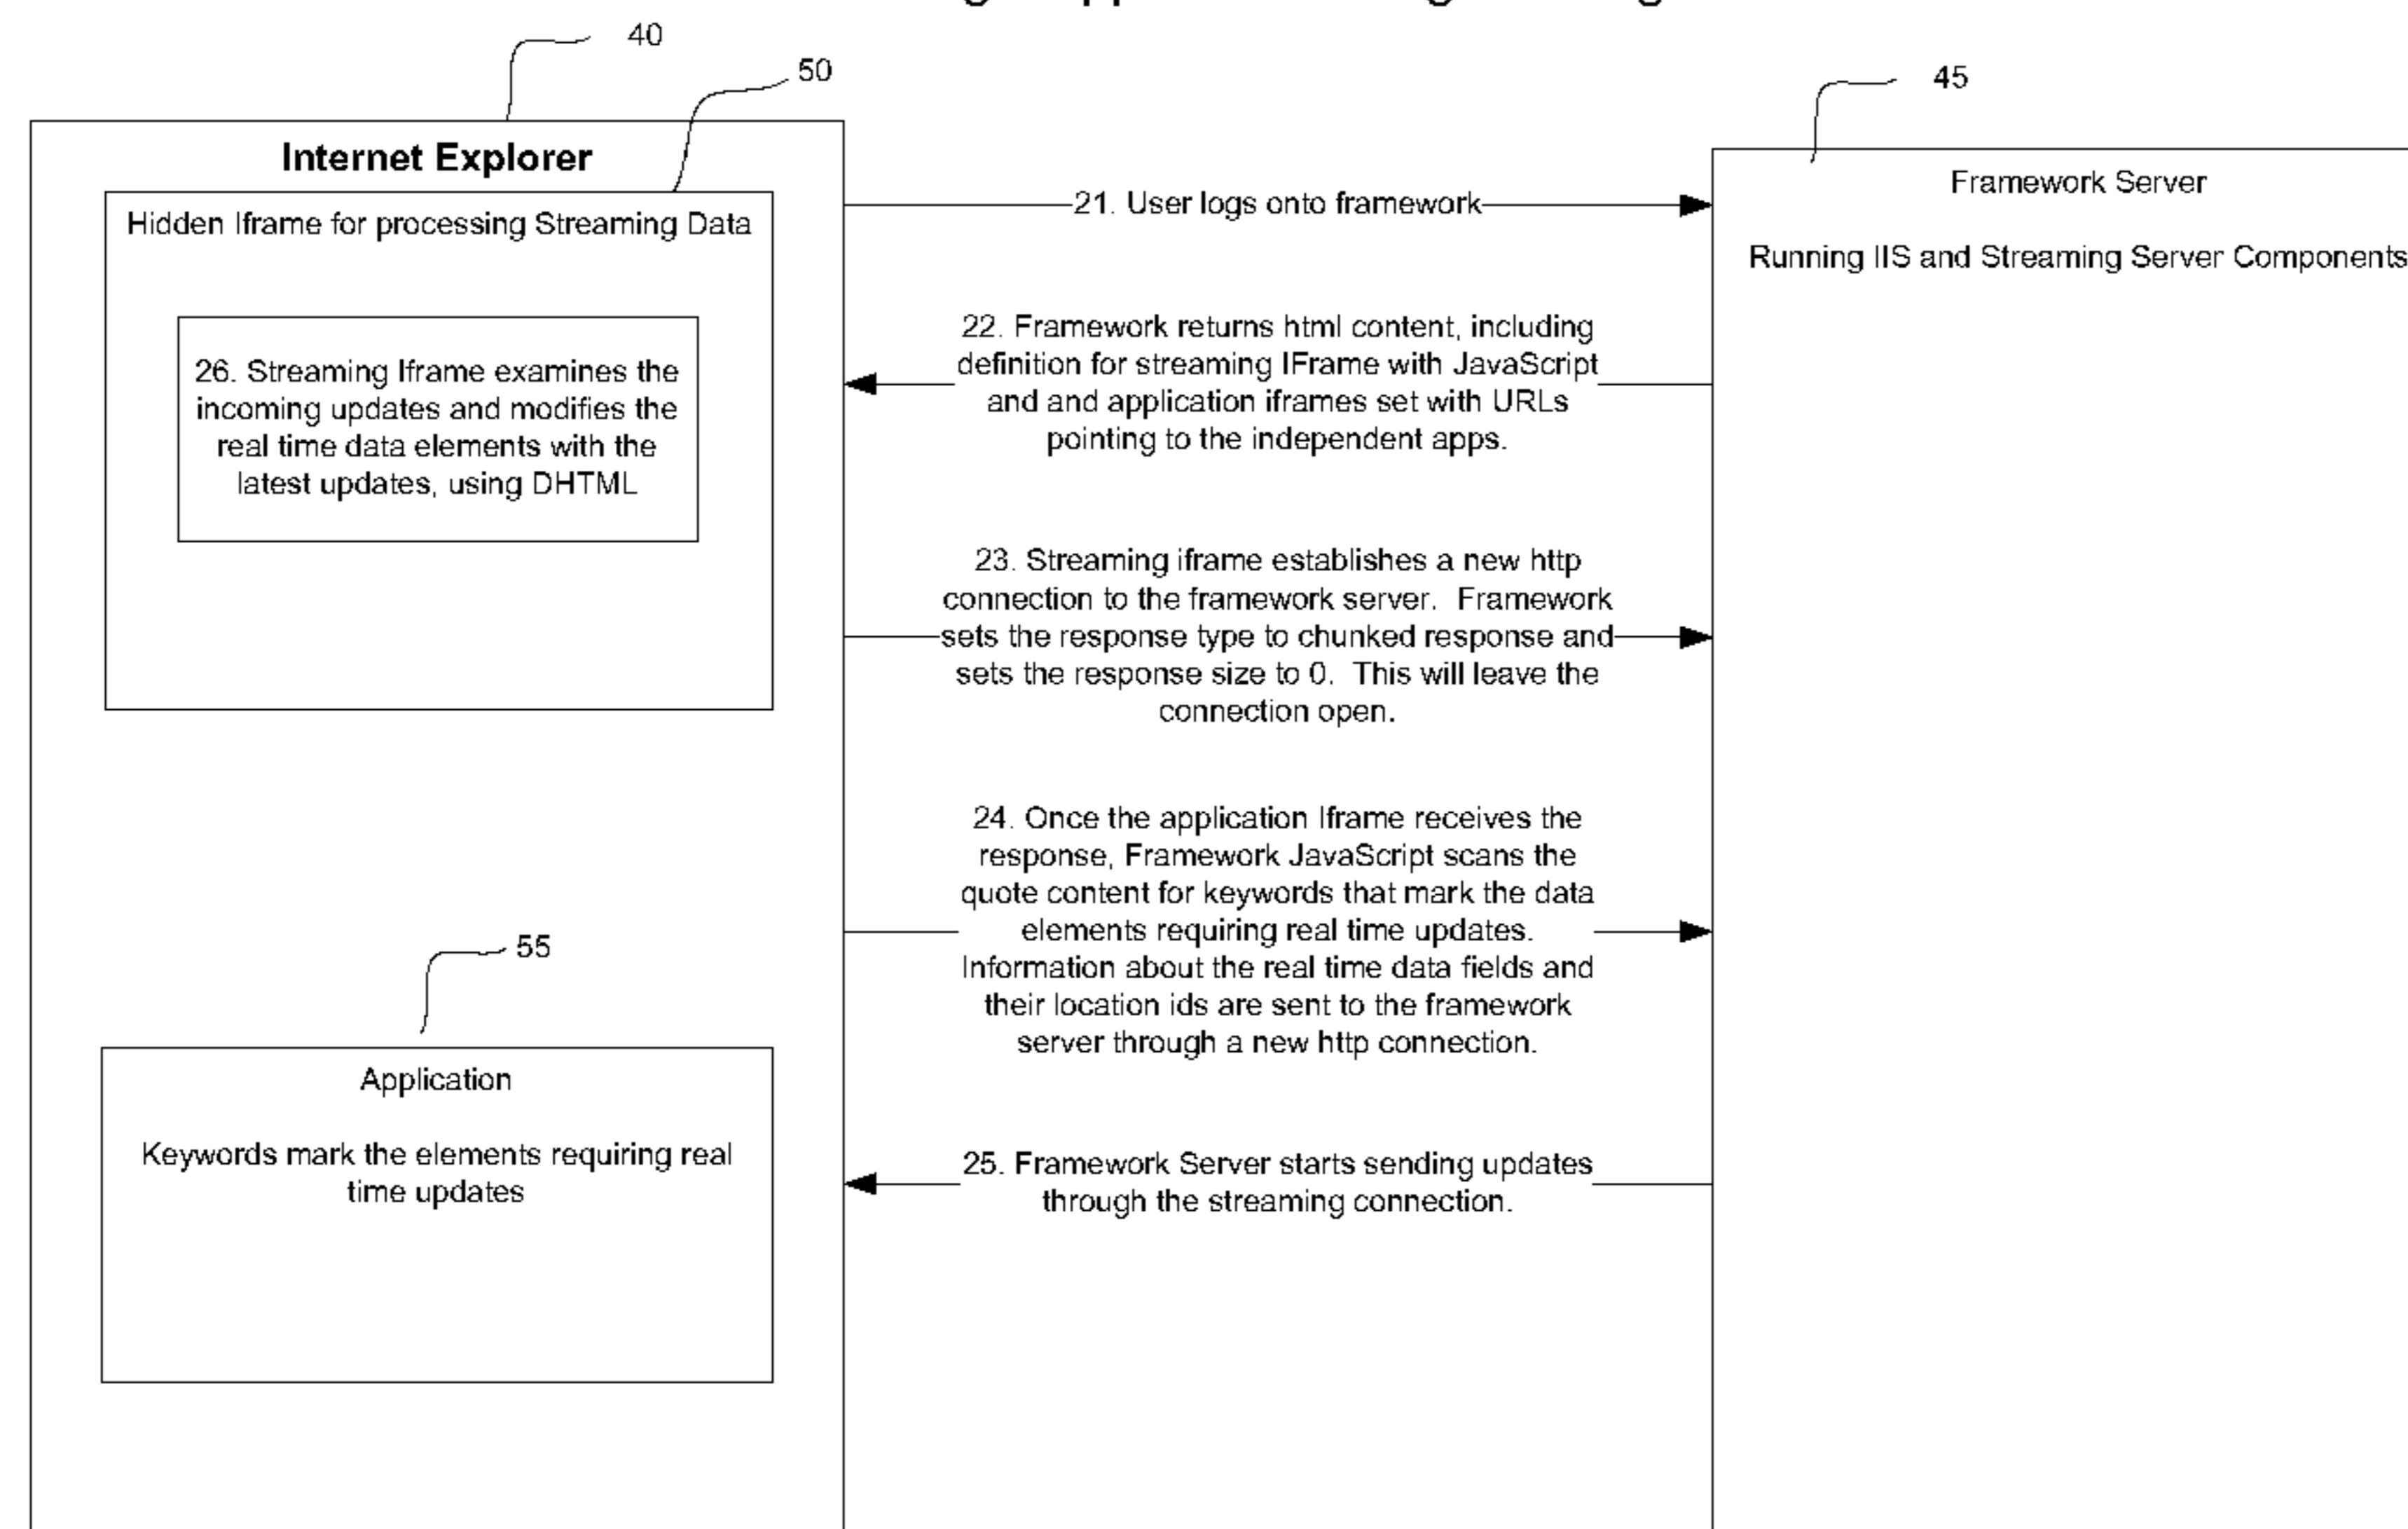 40
50
45
Internet Explorer
Hidden Iframe for processing Streaming Data
26. Streaming Iframe examines the
incoming updates and modifies the
real time data elements with the
latest updates, using DHTML
21. User logs onto framework
Framework Server
Running IIS and Streaming Server Components
22. Framework returns html content, including
definition for streaming IFrame with JavaScript
and and application iframes set with URLs
pointing to the independent apps.
23. Streaming iframe establishes a new http
connection to the framework server. Framework
sets the response type to chunked response and
sets the response size to 0. This will leave the
connection open.
24. Once the application Iframe receives the
response, Framework JavaScript scans the
quote content for keywords that mark the data
elements requiring real time updates.
Information about the real time data fields and
their location ids are sent to the framework
server through a new http connection.
55
Application
Keywords mark the elements requiring real
time updates
25. Framework Server starts sending updates
through the streaming connection.